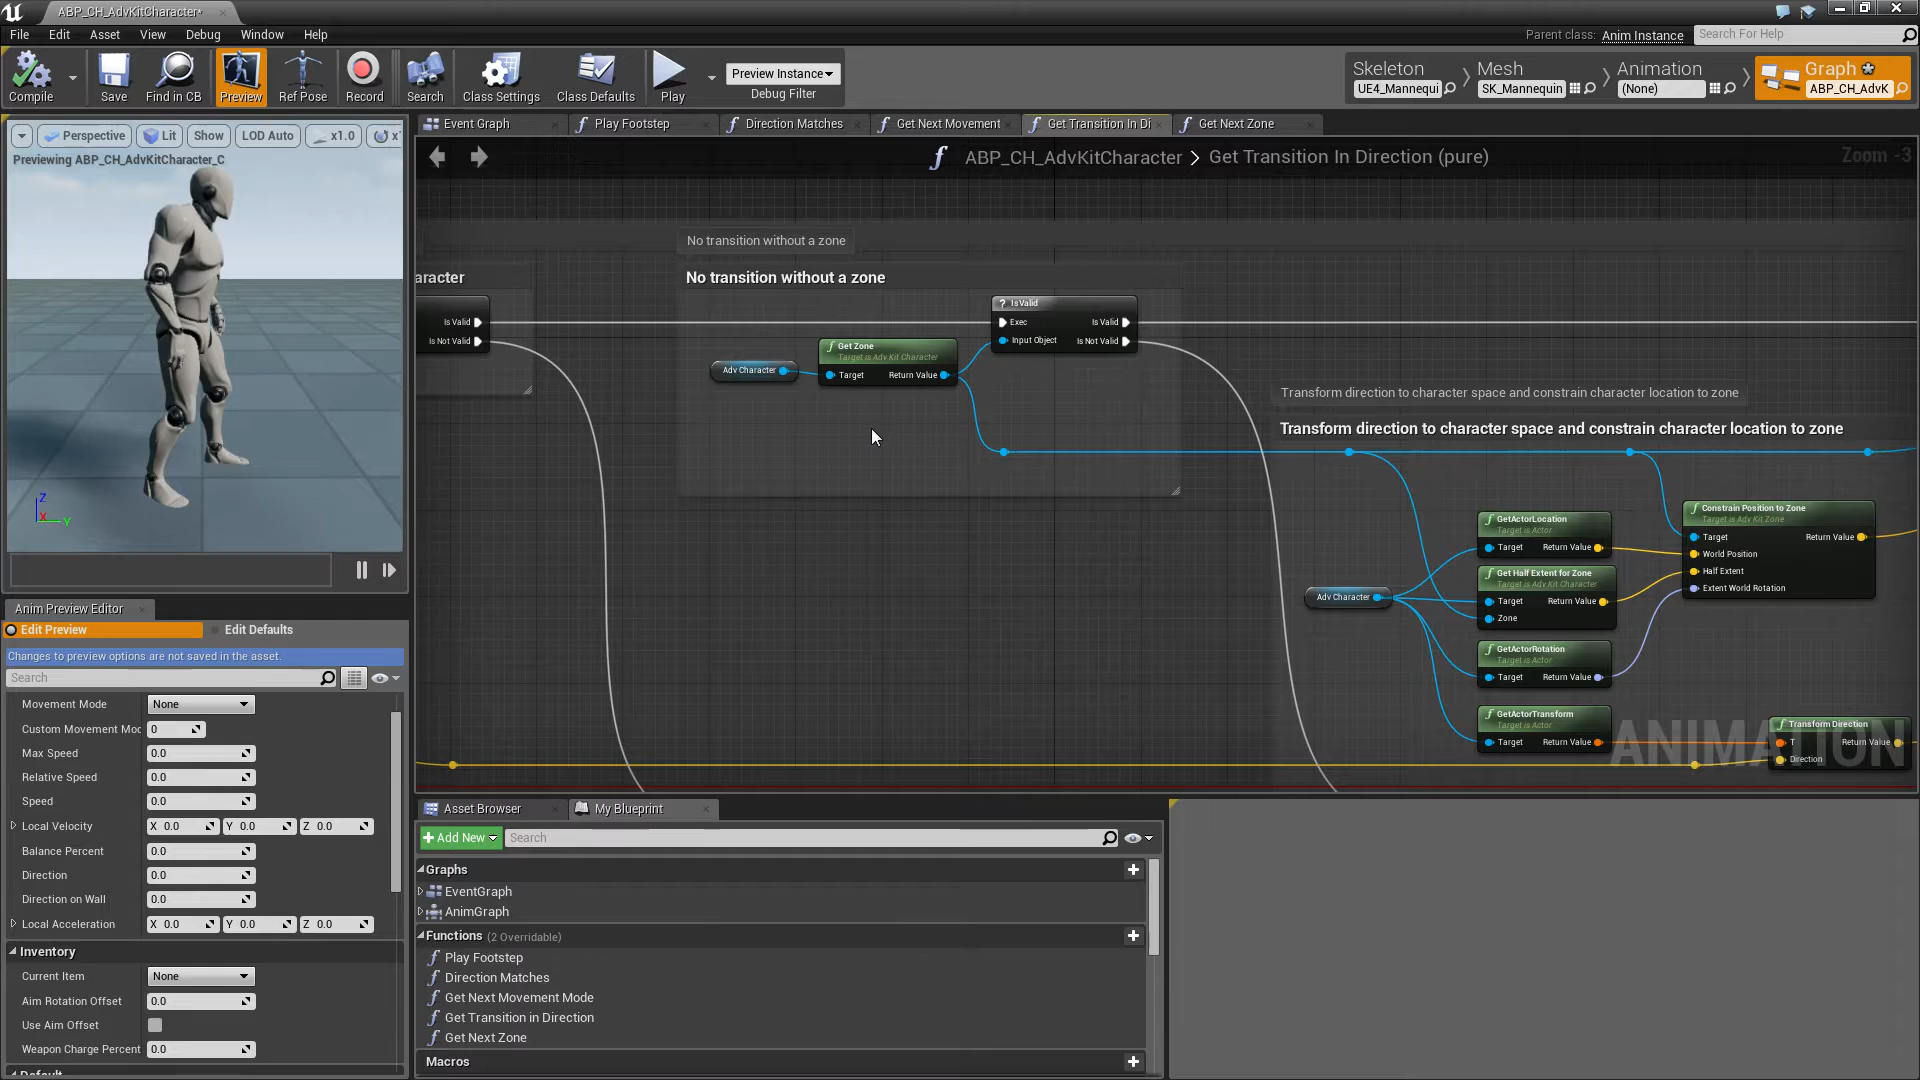 ABP_CH_AdvKitCharacter*
File Edit Asset View Debug Window Help
Parent class: Anim Instance
Search For Help
Compile Save Find in CB Preview Ref Pose Record Search Class Settings Class Defaults Play
Preview Instance
Debug Filter
Skeleton
UE4_Mannequi
Mesh
SK_Mannequin
Animation
(None)
Graph
ABP_CH_AdvK
Perspective Lit Show LOD Auto x1.0 x
Previewing ABP_CH_AdvKitCharacter_C
Z
X
Y
Event Graph
Play Footstep
Direction Matches
Get Next Movement
Get Transition In Di
Get Next Zone
ABP_CH_AdvKitCharacter > Get Transition In Direction (pure)
Zoom -3
aracter
Is Valid
Is Not Valid
No transition without a zone
No transition without a zone
Adv Character
Get Zone
Target is Adv Kit Character
Target Return Value
? IsValid
Exec Is Valid
Input Object Is Not Valid
Transform direction to character space and constrain character location to zone
Transform direction to character space and constrain character location to zone
Adv Character
GetActorLocation
Target is Actor
Target Return Value
Get Half Extent for Zone
Target is Adv Kit Character
Target Return Value
Zone
GetActorRotation
Target is Actor
Target Return Value
GetActorTransform
Target is Actor
Target Return Value
Constrain Position to Zone
Target is Adv Kit Zone
Target Return Value
World Position
Half Extent
Extent World Rotation
Transform Direction
T Return Value
Direction
ANIMATION
Anim Preview Editor
Edit Preview Edit Defaults
Changes to preview options are not saved in the asset.
Search
Movement Mode None
Custom Movement Moc 0
Max Speed 0.0
Relative Speed 0.0
Speed 0.0
Local Velocity X 0.0 Y 0.0 Z 0.0
Balance Percent 0.0
Direction 0.0
Direction on Wall 0.0
Local Acceleration X 0.0 Y 0.0 Z 0.0
Inventory
Current Item None
Aim Rotation Offset 0.0
Use Aim Offset
Weapon Charge Percent 0.0
Default
Asset Browser
My Blueprint
+ Add New
Search
Graphs
EventGraph
AnimGraph
Functions (2 Overridable)
Play Footstep
Direction Matches
Get Next Movement Mode
Get Transition in Direction
Get Next Zone
Macros